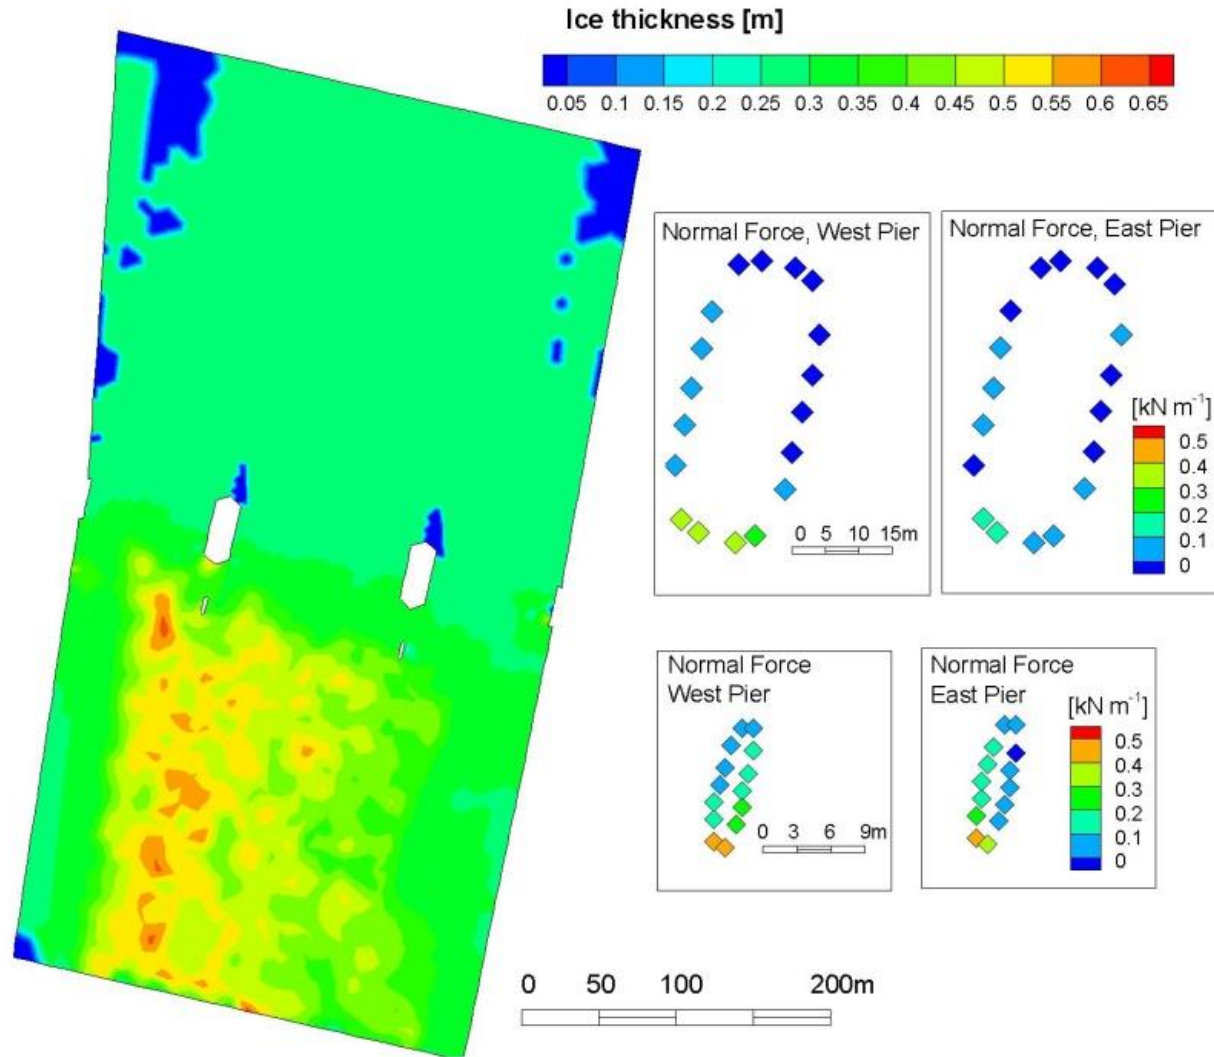 Ice thickness [m]
0.05 0.1 0.15 0.2 0.25 0.3 0.35 0.4 0.45 0.5 0.55 0.6 0.65
Normal Force, West Pier
0 5 10 15m
Normal Force, East Pier
[kN m⁻¹]
0.5
0.4
0.3
0.2
0.1
0
Normal Force
West Pier
0 3 6 9m
Normal Force
East Pier
[kN m⁻¹]
0.5
0.4
0.3
0.2
0.1
0
0 50 100 200m